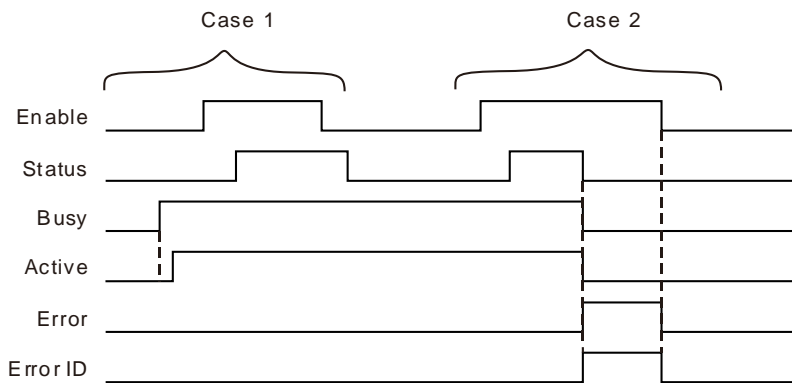 Case 1
Case 2
Enable
Status
Busy
Active
Error
Error ID